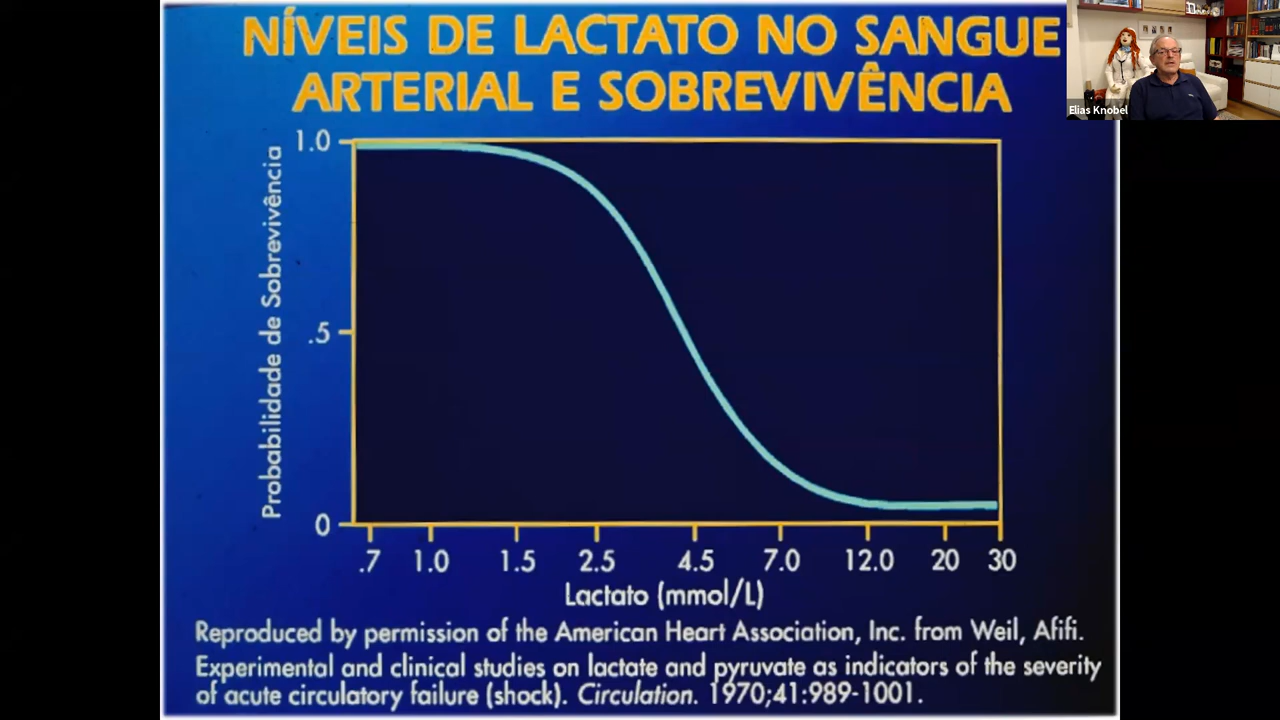 NÍVEIS DE LACTATO NO SANGUE
ARTERIAL E SOBREVIVÊNCIA
Elias Knobel
Probabilidade de Sobrevivência
1.0
.5
0
.7 1.0 1.5 2.5 4.5 7.0 12.0 20 30
Lactato (mmol/L)
Reproduced by permission of the American Heart Association, Inc. from Weil, Afifi.
Experimental and clinical studies on lactate and pyruvate as indicators of the severity
of acute circulatory failure (shock). Circulation. 1970;41:989-1001.